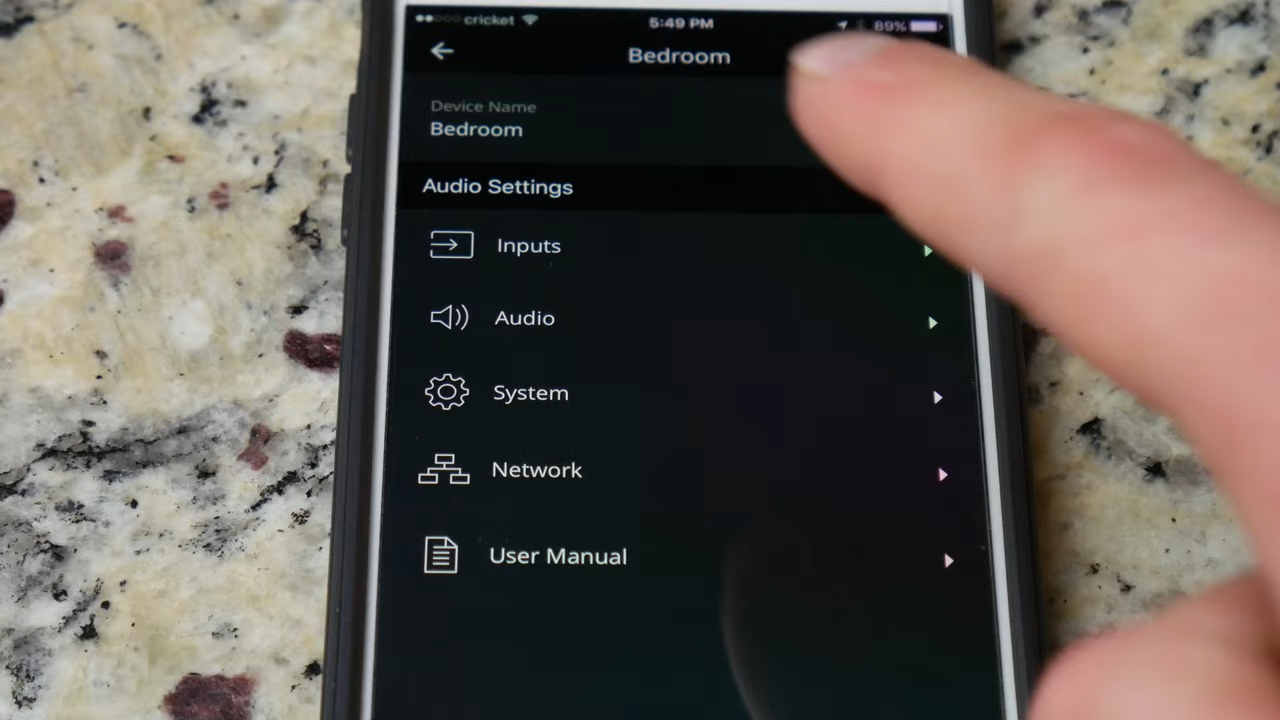 cricket 5:49 PM 89%
Bedroom
Device Name
Bedroom
Audio Settings
Inputs
Audio
System
Network
User Manual